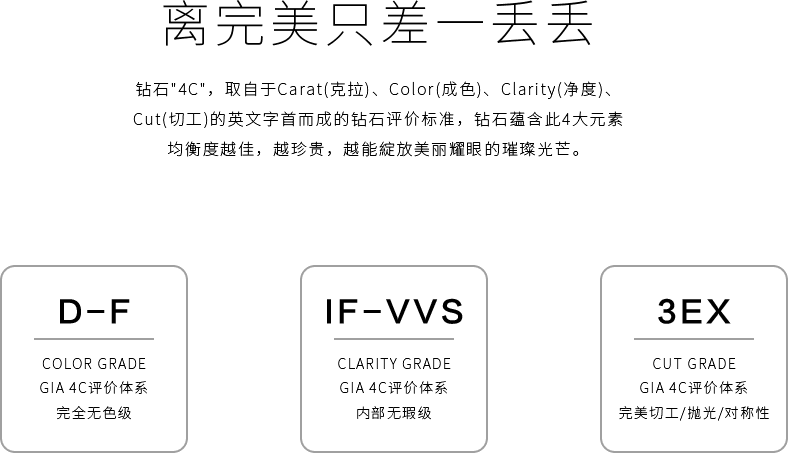 离完美只差一丢丢
钻石"4C"，取自于Carat(克拉)、Color(成色)、Clarity(净度)、
Cut(切工)的英文字首而成的钻石评价标准，钻石蕴含此4大元素
均衡度越佳，越珍贵，越能綻放美丽耀眼的璀璨光芒。
D-F
COLOR GRADE
GIA 4C评价体系
完全无色级
IF-VVS
CLARITY GRADE
GIA 4C评价体系
内部无瑕级
3EX
CUT GRADE
GIA 4C评价体系
完美切工/抛光/对称性